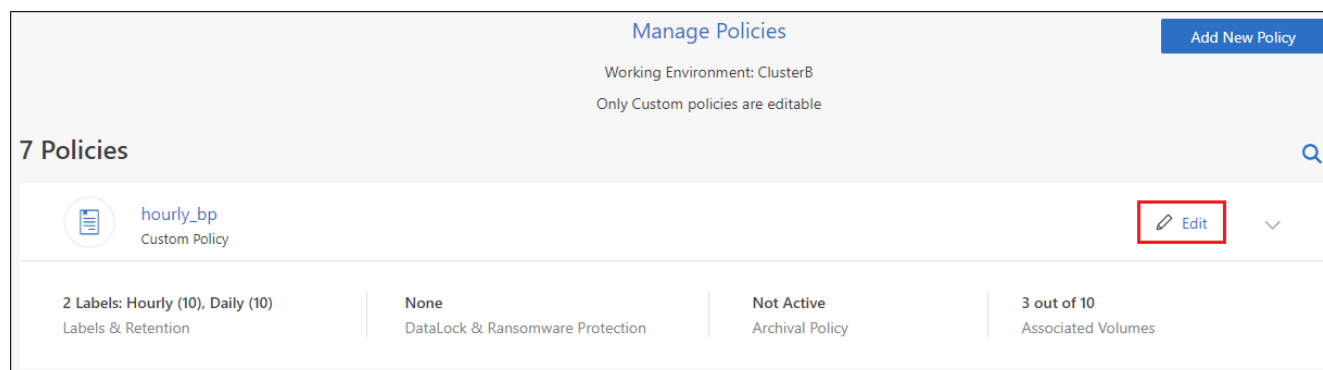 Manage Policies
Add New Policy
Working Environment: ClusterB
Only Custom policies are editable
7 Policies
hourly_bp
Edit
Custom Policy
2 Labels: Hourly (10), Daily (10)
Labels & Retention
None
DataLock & Ransomware Protection
Not Active
Archival Policy
3 out of 10
Associated Volumes